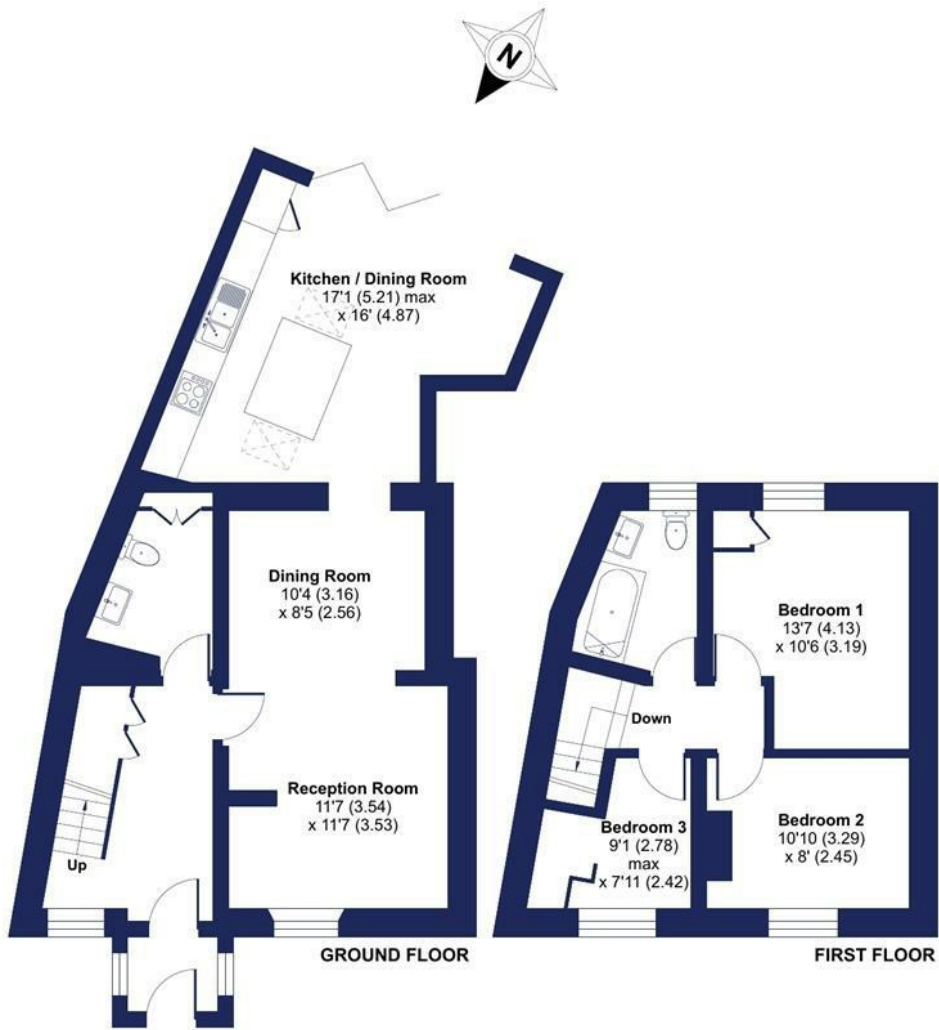 N
Kitchen / Dining Room
17'1 (5.21) max
x 16' (4.87)
Dining Room
10'4 (3.16)
x 8'5 (2.56)
Reception Room
11'7 (3.54)
x 11'7 (3.53)
Up
GROUND FLOOR
Bedroom 1
13'7 (4.13)
x 10'6 (3.19)
Down
Bedroom 3
9'1 (2.78)
max
x 7'11 (2.42)
Bedroom 2
10'10 (3.29)
x 8' (2.45)
FIRST FLOOR